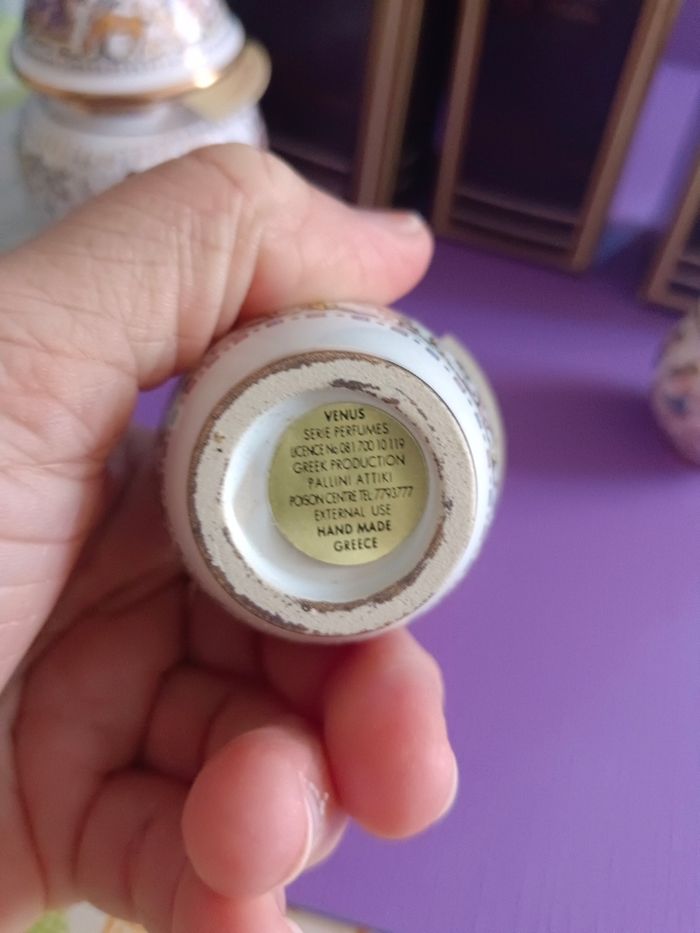 VENUS
SERIE PERFUMES
LICENCE No 081 700 10 119
GREEK PRODUCTION
PALLINI ATTIKI
POISON CENTRE TEL 7793777
EXTERNAL USE
HAND MADE
GREECE